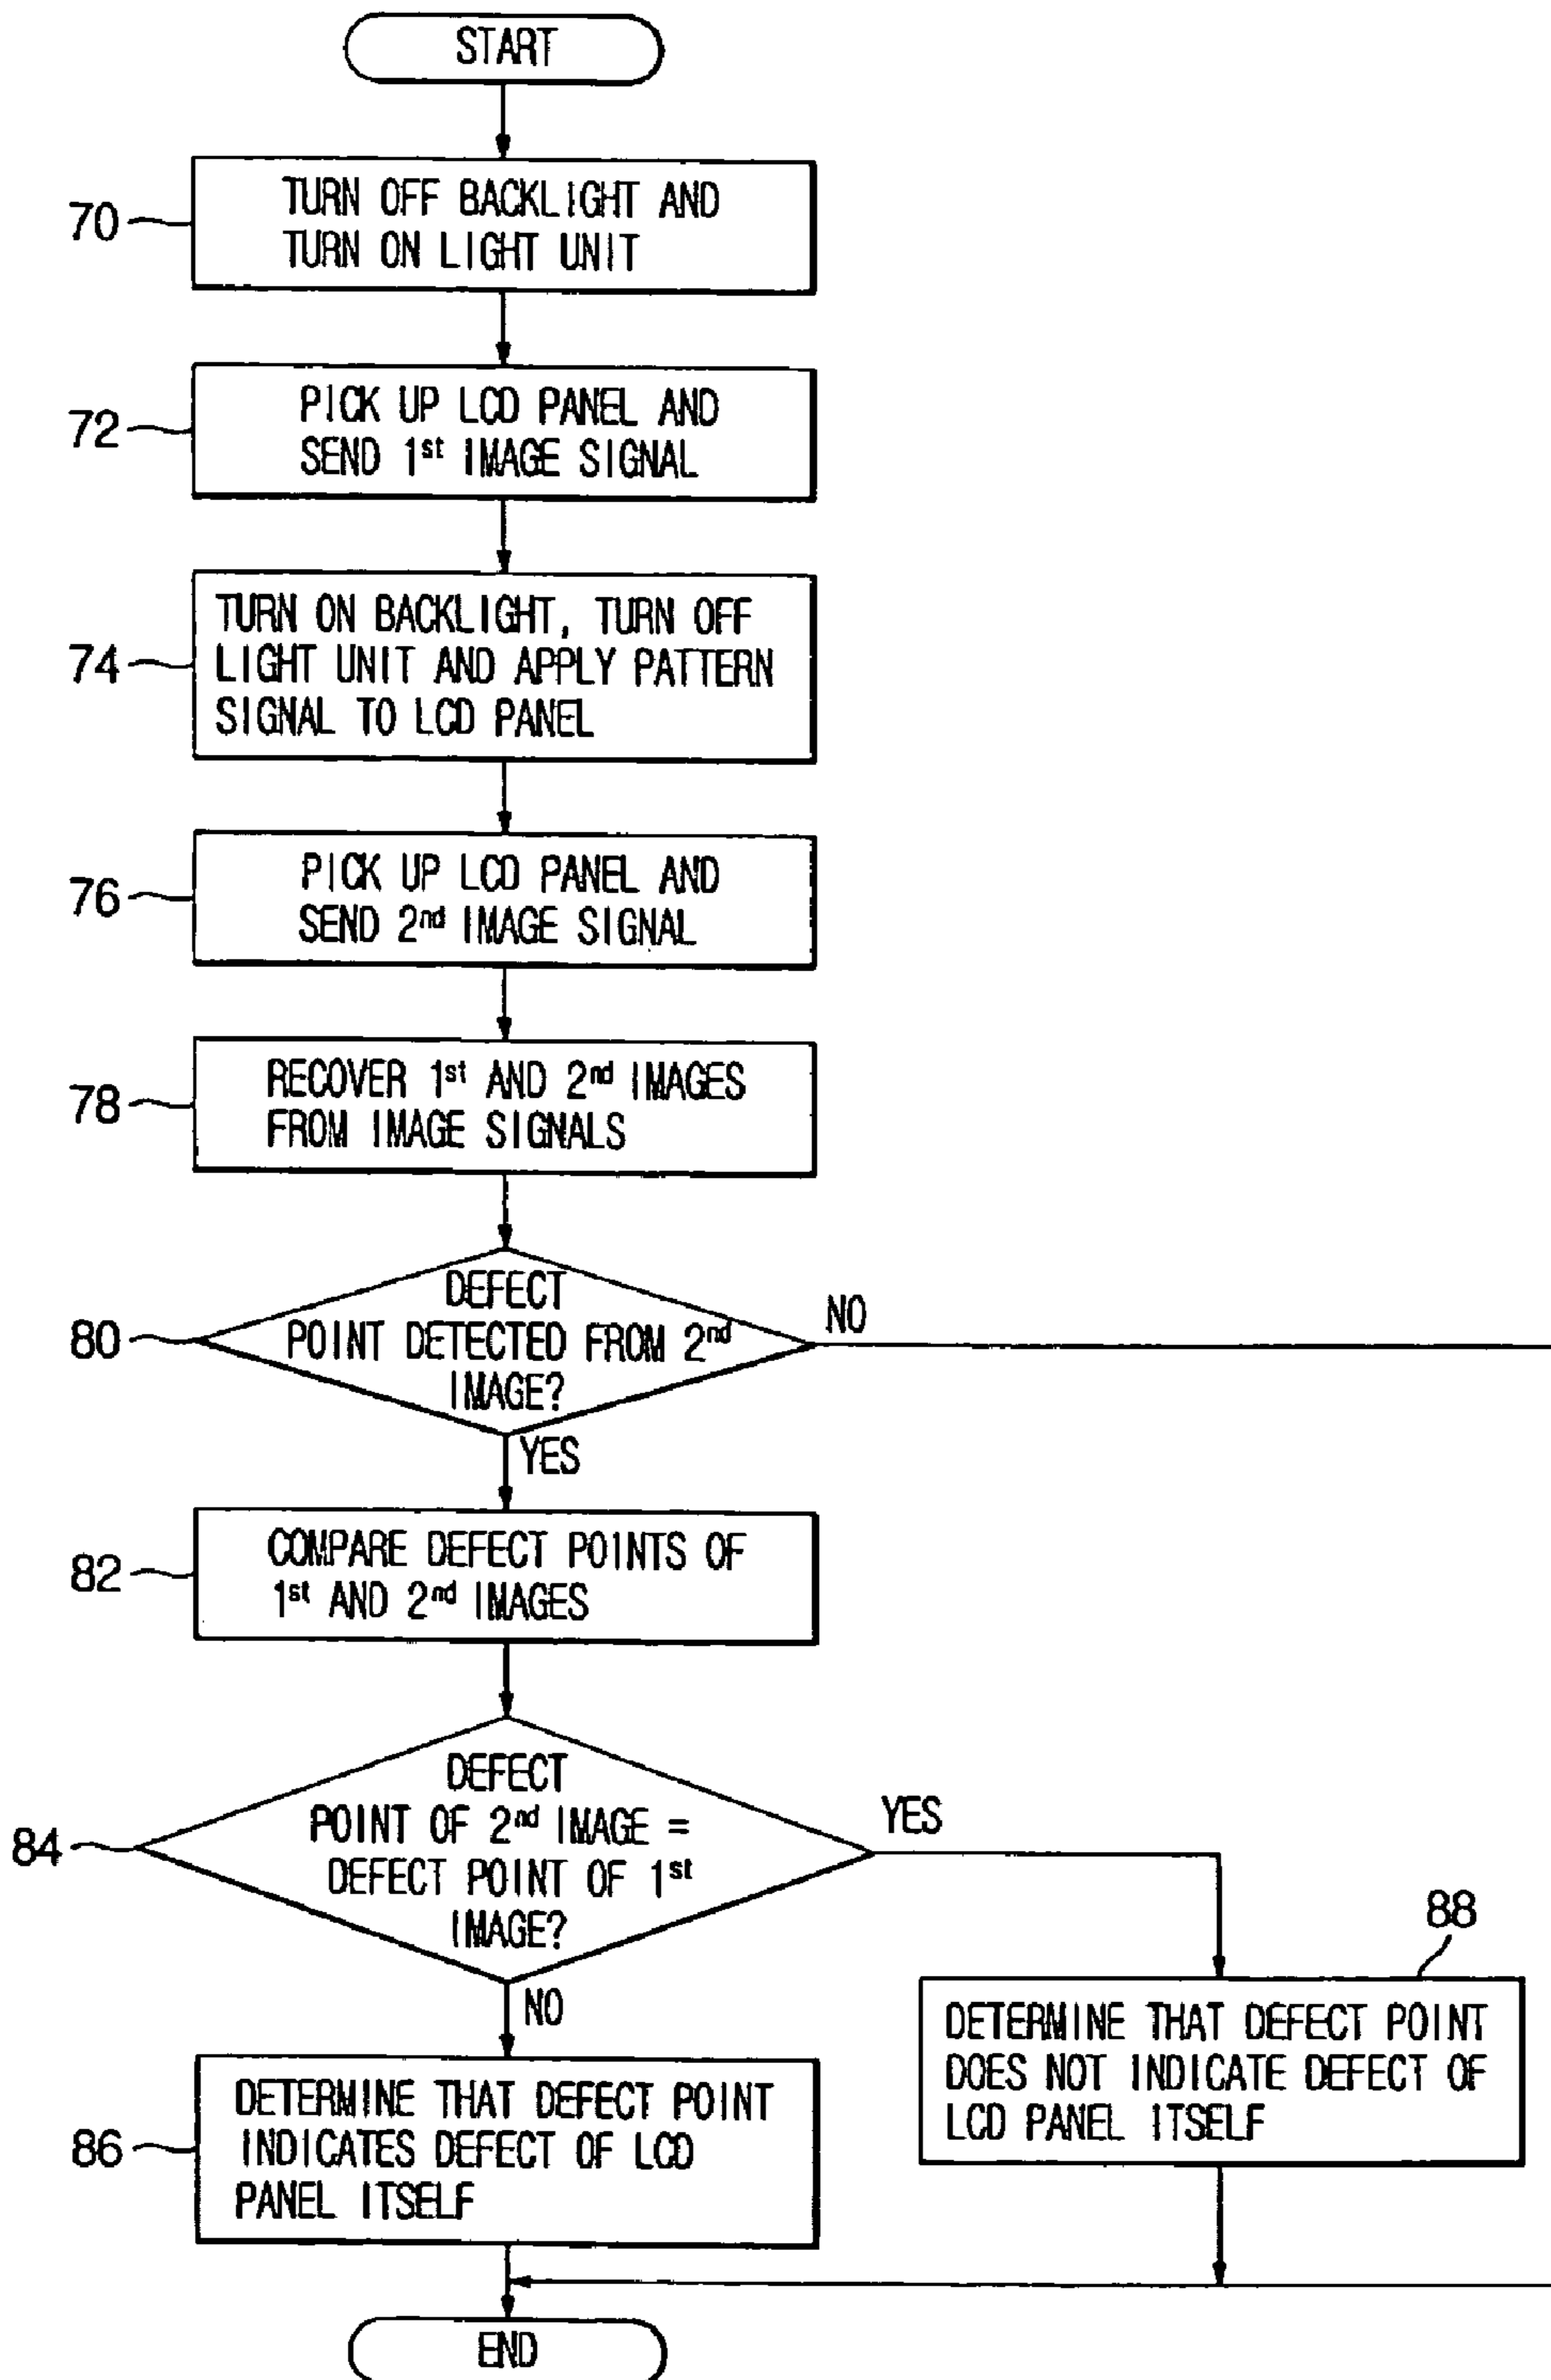 START
70
TURN OFF BACKLIGHT AND
TURN ON LIGHT UNIT
72
PICK UP LCD PANEL AND
SEND 1st IMAGE SIGNAL
74
TURN ON BACKLIGHT, TURN OFF
LIGHT UNIT AND APPLY PATTERN
SIGNAL TO LCD PANEL
76
PICK UP LCD PANEL AND
SEND 2nd IMAGE SIGNAL
78
RECOVER 1st AND 2nd IMAGES
FROM IMAGE SIGNALS
80
DEFECT
POINT DETECTED FROM 2nd
IMAGE?
NO
YES
82
COMPARE DEFECT POINTS OF
1st AND 2nd IMAGES
84
DEFECT
POINT OF 2nd IMAGE =
DEFECT POINT OF 1st
IMAGE?
YES
NO
88
DETERMINE THAT DEFECT POINT
DOES NOT INDICATE DEFECT OF
LCD PANEL ITSELF
86
DETERMINE THAT DEFECT POINT
INDICATES DEFECT OF LCD
PANEL ITSELF
END